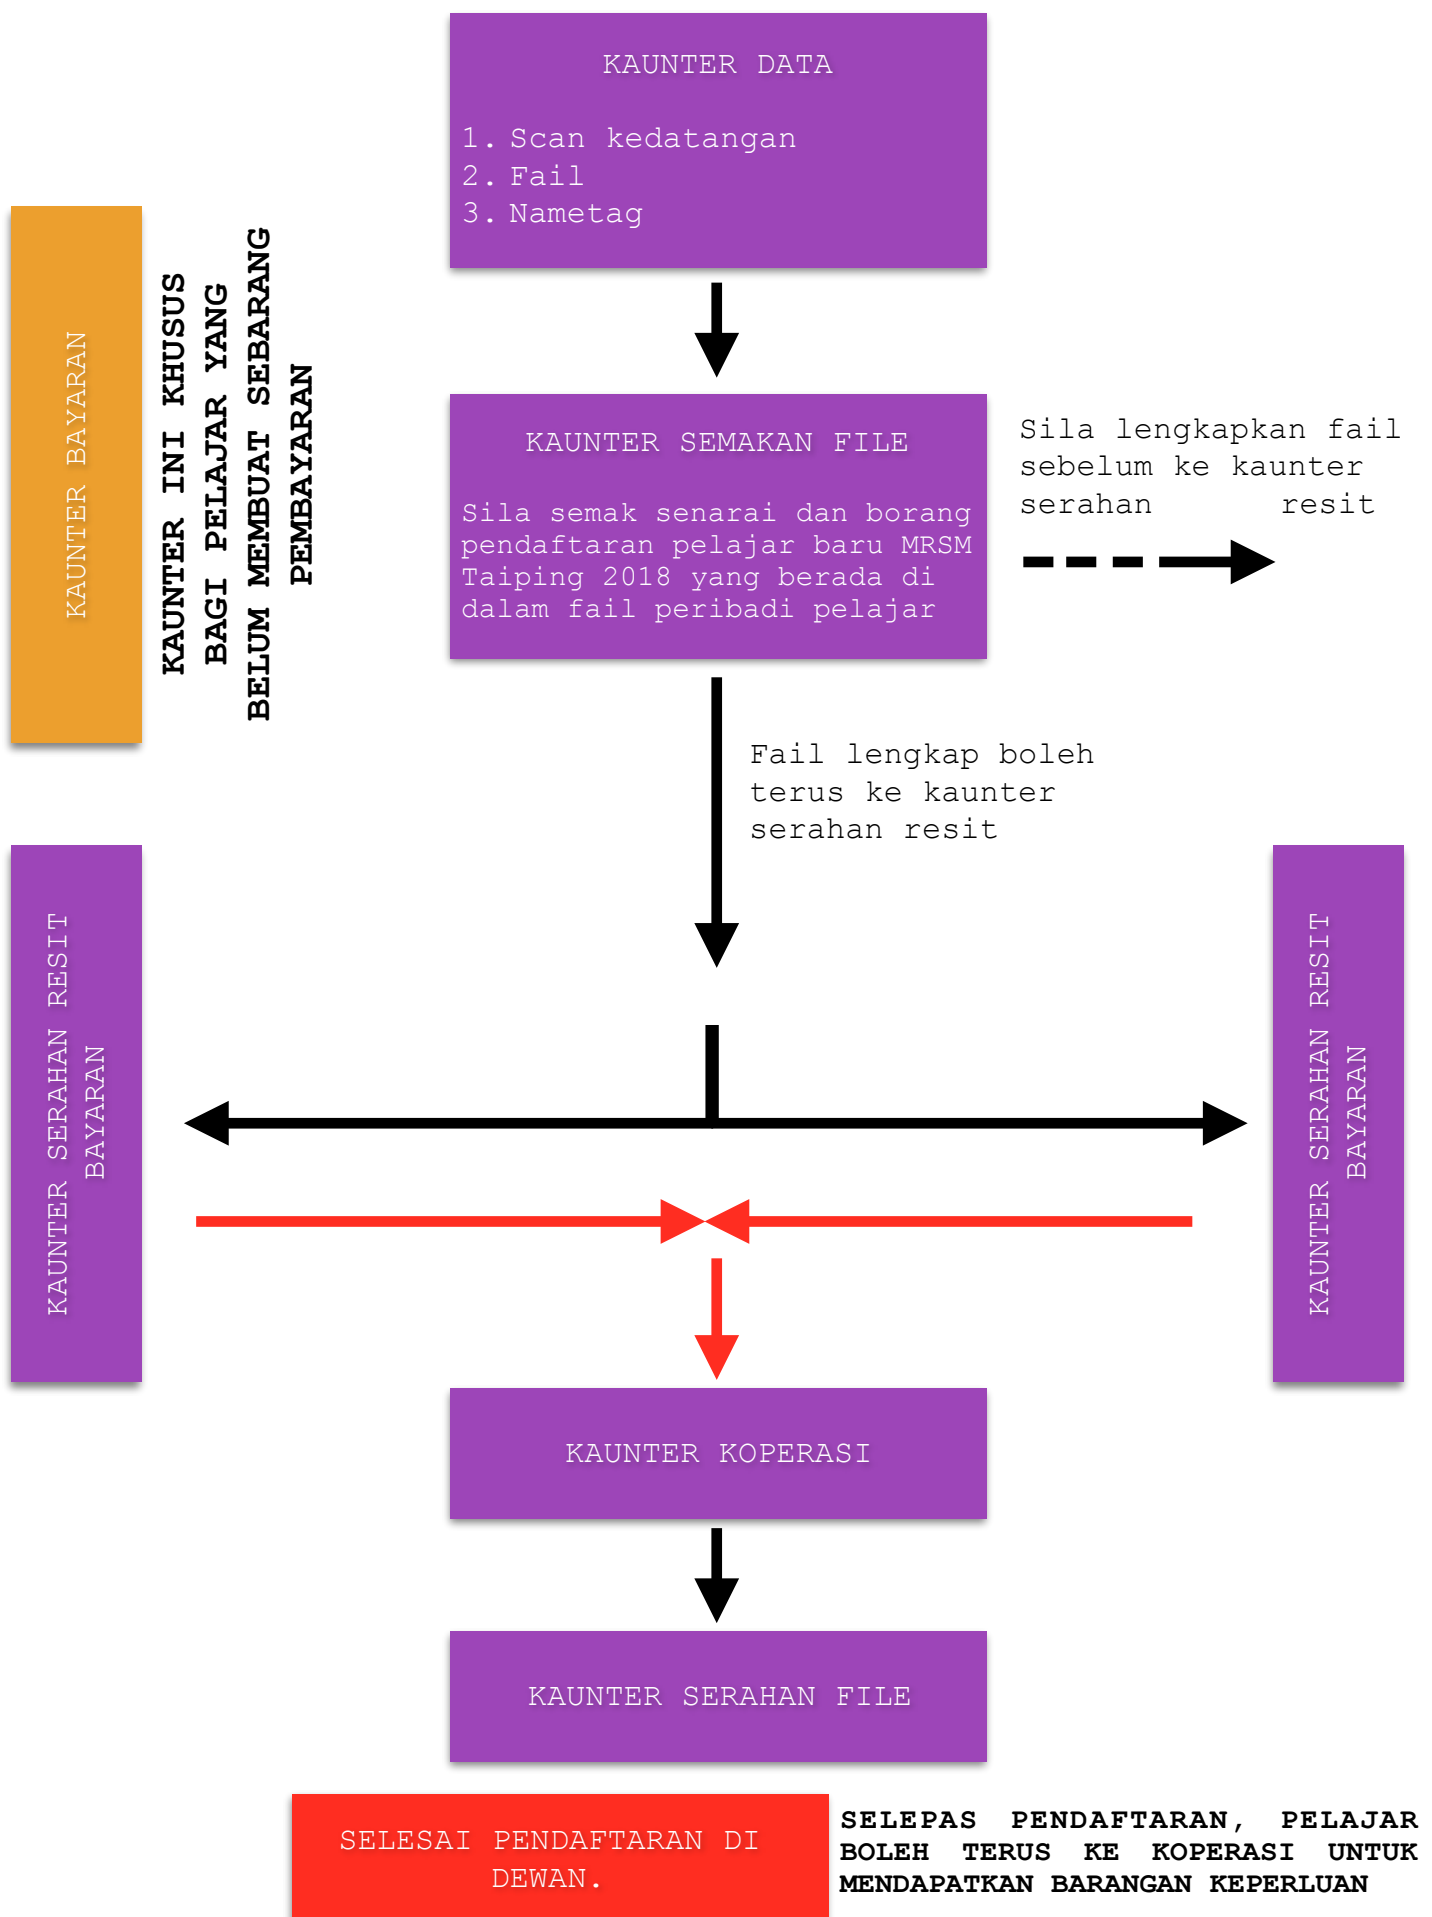 KAUNTER DATA
1. Scan kedatangan
2. Fail
3. Nametag
KAUNTER BAYARAN
KAUNTER INI KHUSUS
BAGI PELAJAR YANG
BELUM MEMBUAT SEBARANG
PEMBAYARAN
KAUNTER SEMAKAN FILE
Sila semak senarai dan borang
pendaftaran pelajar baru MRSM
Taiping 2018 yang berada di
dalam fail peribadi pelajar
Sila lengkapkan fail
sebelum ke kaunter
serahan resit
Fail lengkap boleh
terus ke kaunter
serahan resit
KAUNTER SERAHAN RESIT
BAYARAN
KAUNTER SERAHAN RESIT
BAYARAN
KAUNTER KOPERASI
KAUNTER SERAHAN FILE
SELESAI PENDAFTARAN DI
DEWAN.
SELEPAS PENDAFTARAN, PELAJAR
BOLEH TERUS KE KOPERASI UNTUK
MENDAPATKAN BARANGAN KEPERLUAN